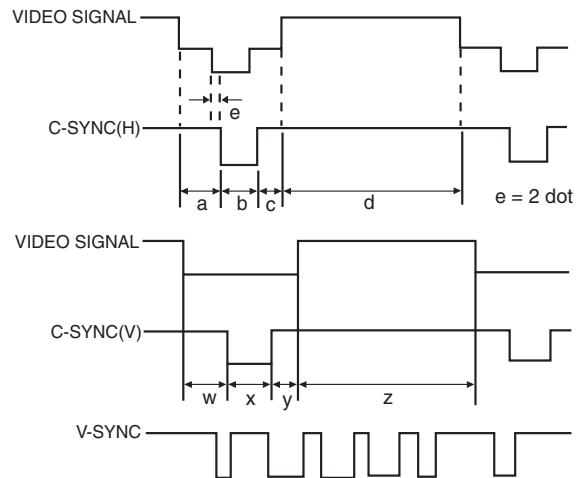 VIDEO SIGNAL
e
C-SYNC(H)
a b c d
e = 2 dot
VIDEO SIGNAL
C-SYNC(V)
w x y z
V-SYNC